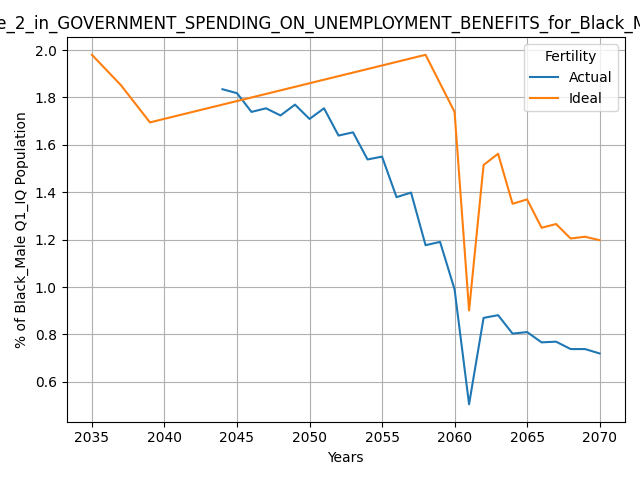 e_2_in_GOVERNMENT_SPENDING_ON_UNEMPLOYMENT_BENEFITS_for_Black_M
Fertility
Actual
Ideal
% of Black_Male Q1_IQ Population
2.0
1.8
1.6
1.4
1.2
1.0
0.8
0.6
2035 2040 2045 2050 2055 2060 2065 2070
Years